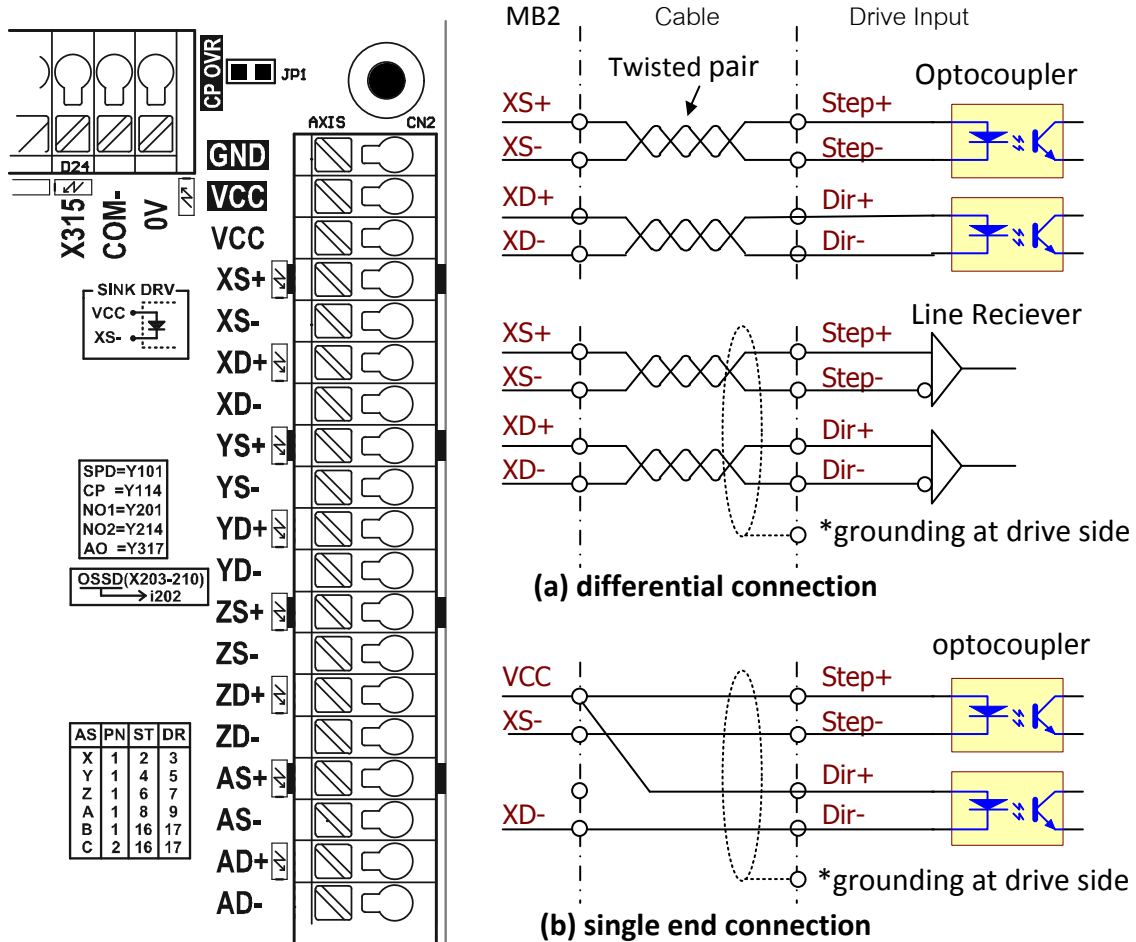 CP OVR
JP1
AXIS CN2
D24
X315
COM-
0V
GND
VCC
VCC
XS+
XS-
XD+
XD-
YS+
YS-
YD+
YD-
ZS+
ZS-
ZD+
ZD-
AS+
AS-
AD+
AD-
SINK DRV
VCC
XS-
SPD=Y101
CP =Y114
NO1=Y201
NO2=Y214
AO =Y317
OSSD(X203-210)
i202
AS PN ST DR
X 1 2 3
Y 1 4 5
Z 1 6 7
A 1 8 9
B 1 16 17
C 2 16 17
MB2 Cable Drive Input
Twisted pair
Optocoupler
XS+ Step+
XS- Step-
XD+ Dir+
XD- Dir-
Line Reciever
XS+ Step+
XS- Step-
XD+ Dir+
XD- Dir-
*grounding at drive side
(a) differential connection
optocoupler
VCC Step+
XS- Step-
Dir+
XD- Dir-
*grounding at drive side
(b) single end connection